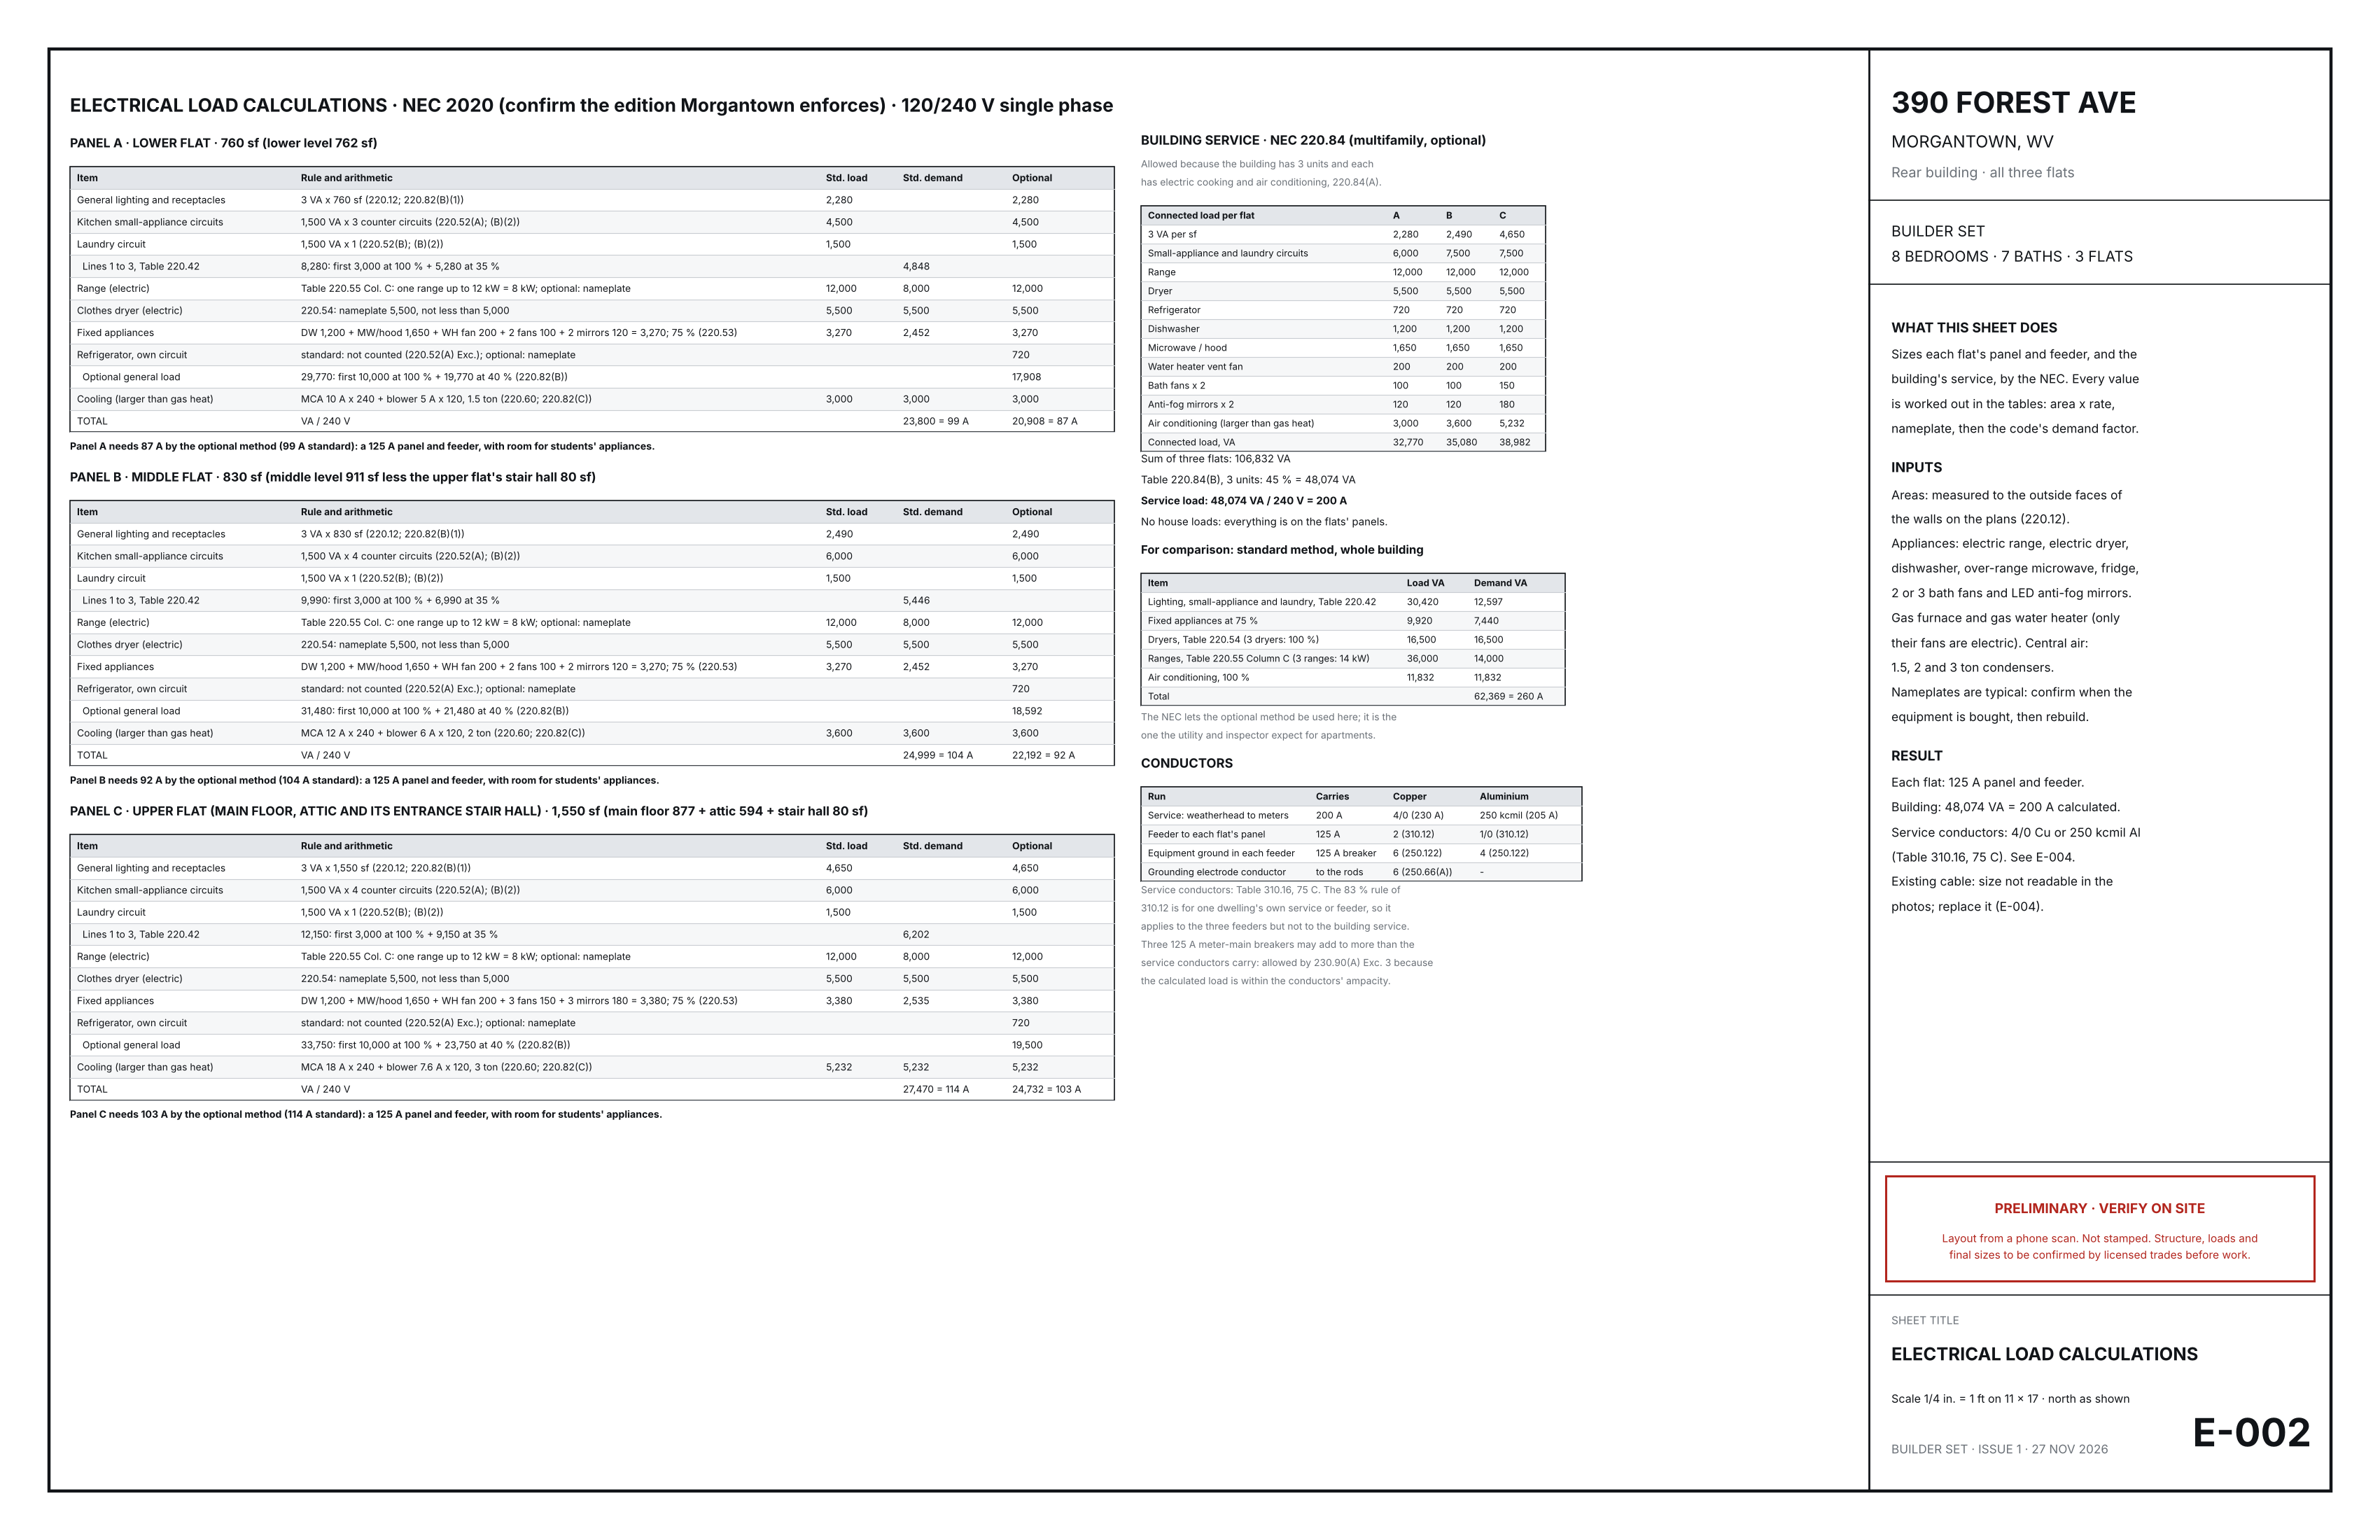 ELECTRICAL LOAD CALCULATIONS · NEC 2020 (confirm the edition Morgantown enforces) · 120/240 V single phase
PANEL A · LOWER FLAT · 760 sf (lower level 762 sf)
Item Rule and arithmetic Std. load Std. demand Optional
General lighting and receptacles 3 VA x 760 sf (220.12; 220.82(B)(1)) 2,280 2,280
Kitchen small-appliance circuits 1,500 VA x 3 counter circuits (220.52(A); (B)(2)) 4,500 4,500
Laundry circuit 1,500 VA x 1 (220.52(B); (B)(2)) 1,500 1,500
Lines 1 to 3, Table 220.42 8,280: first 3,000 at 100 % + 5,280 at 35 % 4,848
Range (electric) Table 220.55 Col. C: one range up to 12 kW = 8 kW; optional: nameplate 12,000 8,000 12,000
Clothes dryer (electric) 220.54: nameplate 5,500, not less than 5,000 5,500 5,500 5,500
Fixed appliances DW 1,200 + MW/hood 1,650 + WH fan 200 + 2 fans 100 + 2 mirrors 120 = 3,270; 75 % (220.53) 3,270 2,452 3,270
Refrigerator, own circuit standard: not counted (220.52(A) Exc.); optional: nameplate 720
Optional general load 29,770: first 10,000 at 100 % + 19,770 at 40 % (220.82(B)) 17,908
Cooling (larger than gas heat) MCA 10 A x 240 + blower 5 A x 120, 1.5 ton (220.60; 220.82(C)) 3,000 3,000 3,000
TOTAL VA / 240 V 23,800 = 99 A 20,908 = 87 A
Panel A needs 87 A by the optional method (99 A standard): a 125 A panel and feeder, with room for students' appliances.
PANEL B · MIDDLE FLAT · 830 sf (middle level 911 sf less the upper flat's stair hall 80 sf)
Item Rule and arithmetic Std. load Std. demand Optional
General lighting and receptacles 3 VA x 830 sf (220.12; 220.82(B)(1)) 2,490 2,490
Kitchen small-appliance circuits 1,500 VA x 4 counter circuits (220.52(A); (B)(2)) 6,000 6,000
Laundry circuit 1,500 VA x 1 (220.52(B); (B)(2)) 1,500 1,500
Lines 1 to 3, Table 220.42 9,990: first 3,000 at 100 % + 6,990 at 35 % 5,446
Range (electric) Table 220.55 Col. C: one range up to 12 kW = 8 kW; optional: nameplate 12,000 8,000 12,000
Clothes dryer (electric) 220.54: nameplate 5,500, not less than 5,000 5,500 5,500 5,500
Fixed appliances DW 1,200 + MW/hood 1,650 + WH fan 200 + 2 fans 100 + 2 mirrors 120 = 3,270; 75 % (220.53) 3,270 2,452 3,270
Refrigerator, own circuit standard: not counted (220.52(A) Exc.); optional: nameplate 720
Optional general load 31,480: first 10,000 at 100 % + 21,480 at 40 % (220.82(B)) 18,592
Cooling (larger than gas heat) MCA 12 A x 240 + blower 6 A x 120, 2 ton (220.60; 220.82(C)) 3,600 3,600 3,600
TOTAL VA / 240 V 24,999 = 104 A 22,192 = 92 A
Panel B needs 92 A by the optional method (104 A standard): a 125 A panel and feeder, with room for students' appliances.
PANEL C · UPPER FLAT (MAIN FLOOR, ATTIC AND ITS ENTRANCE STAIR HALL) · 1,550 sf (main floor 877 + attic 594 + stair hall 80 sf)
Item Rule and arithmetic Std. load Std. demand Optional
General lighting and receptacles 3 VA x 1,550 sf (220.12; 220.82(B)(1)) 4,650 4,650
Kitchen small-appliance circuits 1,500 VA x 4 counter circuits (220.52(A); (B)(2)) 6,000 6,000
Laundry circuit 1,500 VA x 1 (220.52(B); (B)(2)) 1,500 1,500
Lines 1 to 3, Table 220.42 12,150: first 3,000 at 100 % + 9,150 at 35 % 6,202
Range (electric) Table 220.55 Col. C: one range up to 12 kW = 8 kW; optional: nameplate 12,000 8,000 12,000
Clothes dryer (electric) 220.54: nameplate 5,500, not less than 5,000 5,500 5,500 5,500
Fixed appliances DW 1,200 + MW/hood 1,650 + WH fan 200 + 3 fans 150 + 3 mirrors 180 = 3,380; 75 % (220.53) 3,380 2,535 3,380
Refrigerator, own circuit standard: not counted (220.52(A) Exc.); optional: nameplate 720
Optional general load 33,750: first 10,000 at 100 % + 23,750 at 40 % (220.82(B)) 19,500
Cooling (larger than gas heat) MCA 18 A x 240 + blower 7.6 A x 120, 3 ton (220.60; 220.82(C)) 5,232 5,232 5,232
TOTAL VA / 240 V 27,470 = 114 A 24,732 = 103 A
Panel C needs 103 A by the optional method (114 A standard): a 125 A panel and feeder, with room for students' appliances.
BUILDING SERVICE · NEC 220.84 (multifamily, optional)
Allowed because the building has 3 units and each
has electric cooking and air conditioning, 220.84(A).
Connected load per flat A B C
3 VA per sf 2,280 2,490 4,650
Small-appliance and laundry circuits 6,000 7,500 7,500
Range 12,000 12,000 12,000
Dryer 5,500 5,500 5,500
Refrigerator 720 720 720
Dishwasher 1,200 1,200 1,200
Microwave / hood 1,650 1,650 1,650
Water heater vent fan 200 200 200
Bath fans x 2 100 100 150
Anti-fog mirrors x 2 120 120 180
Air conditioning (larger than gas heat) 3,000 3,600 5,232
Connected load, VA 32,770 35,080 38,982
Sum of three flats: 106,832 VA
Table 220.84(B), 3 units: 45 % = 48,074 VA
Service load: 48,074 VA / 240 V = 200 A
No house loads: everything is on the flats' panels.
For comparison: standard method, whole building
Item Load VA Demand VA
Lighting, small-appliance and laundry, Table 220.42 30,420 12,597
Fixed appliances at 75 % 9,920 7,440
Dryers, Table 220.54 (3 dryers: 100 %) 16,500 16,500
Ranges, Table 220.55 Column C (3 ranges: 14 kW) 36,000 14,000
Air conditioning, 100 % 11,832 11,832
Total 62,369 = 260 A
The NEC lets the optional method be used here; it is the
one the utility and inspector expect for apartments.
CONDUCTORS
Run Carries Copper Aluminium
Service: weatherhead to meters 200 A 4/0 (230 A) 250 kcmil (205 A)
Feeder to each flat's panel 125 A 2 (310.12) 1/0 (310.12)
Equipment ground in each feeder 125 A breaker 6 (250.122) 4 (250.122)
Grounding electrode conductor to the rods 6 (250.66(A)) -
Service conductors: Table 310.16, 75 C. The 83 % rule of
310.12 is for one dwelling's own service or feeder, so it
applies to the three feeders but not to the building service.
Three 125 A meter-main breakers may add to more than the
service conductors carry: allowed by 230.90(A) Exc. 3 because
the calculated load is within the conductors' ampacity.
390 FOREST AVE
MORGANTOWN, WV
Rear building · all three flats
BUILDER SET
8 BEDROOMS · 7 BATHS · 3 FLATS
WHAT THIS SHEET DOES
Sizes each flat's panel and feeder, and the
building's service, by the NEC. Every value
is worked out in the tables: area x rate,
nameplate, then the code's demand factor.
INPUTS
Areas: measured to the outside faces of
the walls on the plans (220.12).
Appliances: electric range, electric dryer,
dishwasher, over-range microwave, fridge,
2 or 3 bath fans and LED anti-fog mirrors.
Gas furnace and gas water heater (only
their fans are electric). Central air:
1.5, 2 and 3 ton condensers.
Nameplates are typical: confirm when the
equipment is bought, then rebuild.
RESULT
Each flat: 125 A panel and feeder.
Building: 48,074 VA = 200 A calculated.
Service conductors: 4/0 Cu or 250 kcmil Al
(Table 310.16, 75 C). See E-004.
Existing cable: size not readable in the
photos; replace it (E-004).
PRELIMINARY · VERIFY ON SITE
Layout from a phone scan. Not stamped. Structure, loads and
final sizes to be confirmed by licensed trades before work.
SHEET TITLE
ELECTRICAL LOAD CALCULATIONS
Scale 1/4 in. = 1 ft on 11 × 17 · north as shown
BUILDER SET · ISSUE 1 · 27 NOV 2026
E-002